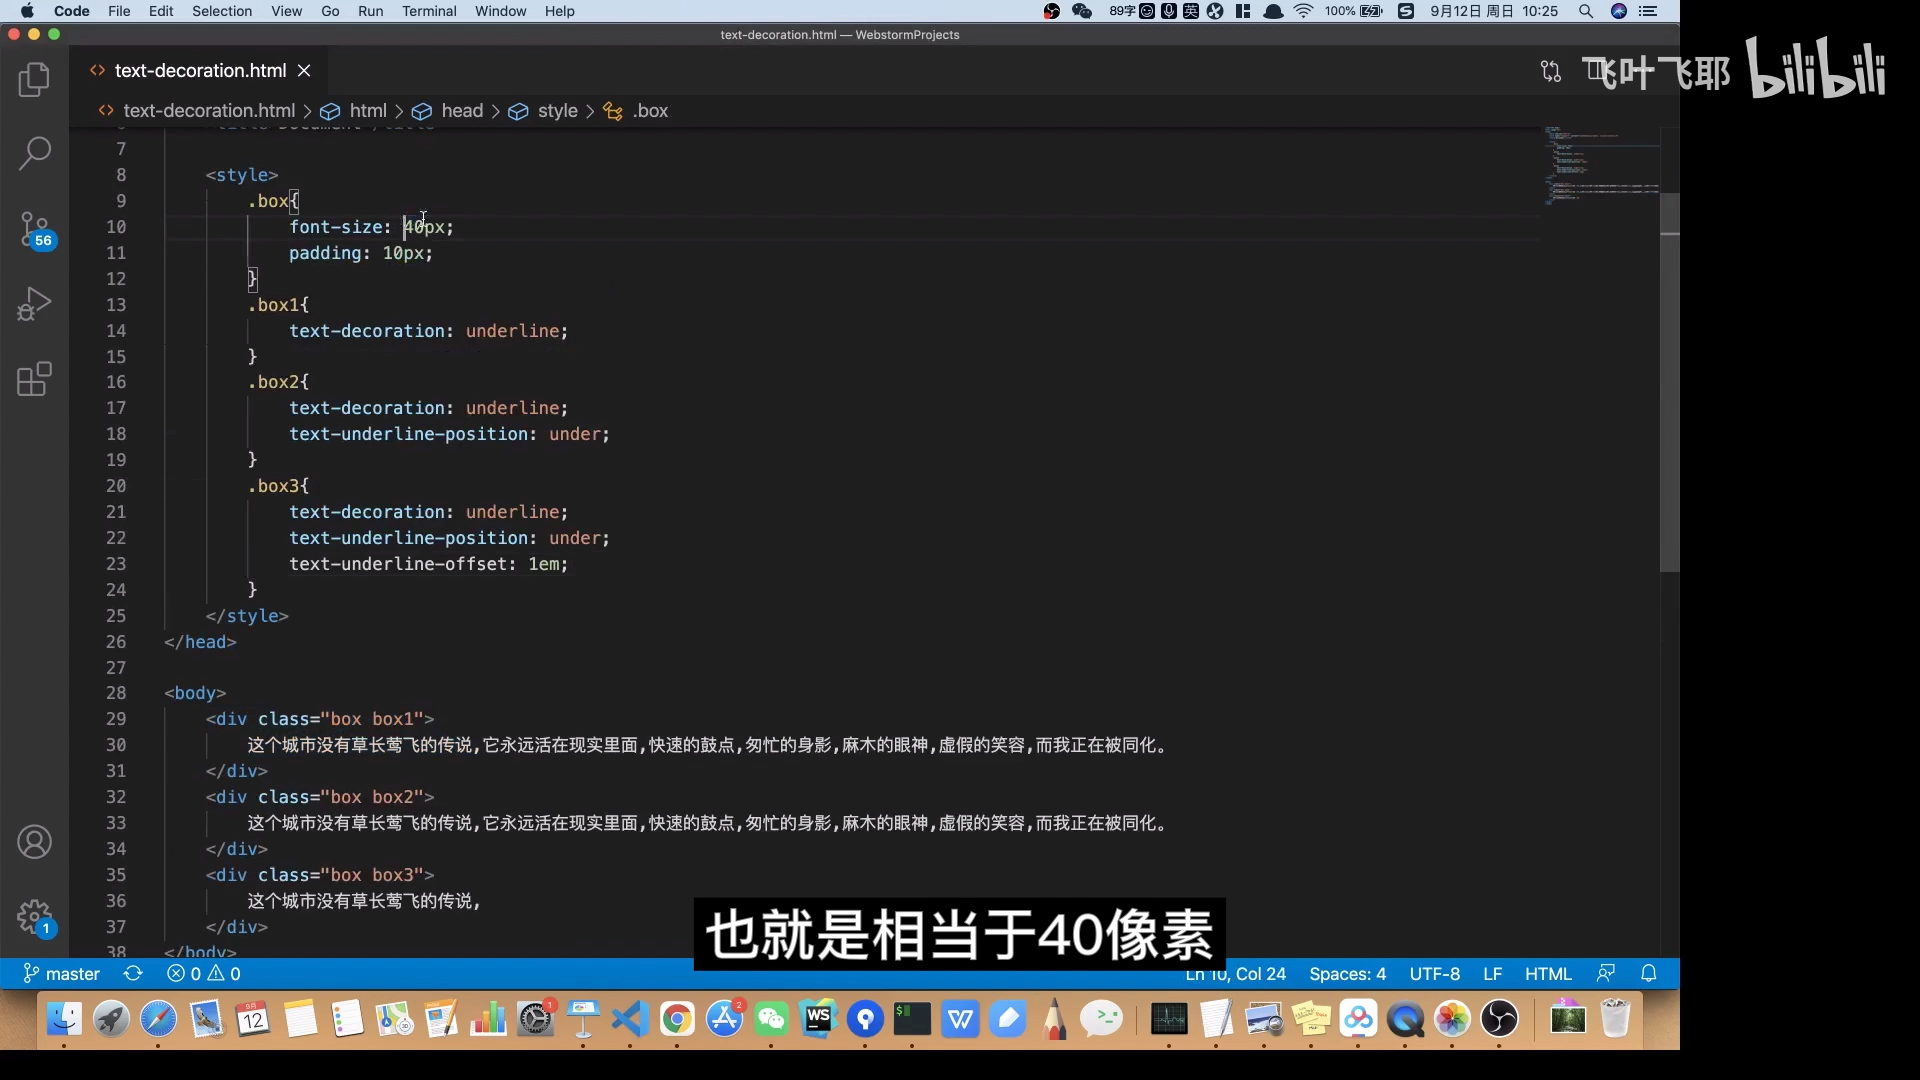 Code File Edit Selection View Go Run Terminal Window Help 89字 英 100% 9月12日 周日 10:25
text-decoration.html — WebstormProjects
text-decoration.html
飞叶飞耶 bilibili
text-decoration.html > html > head > style > .box
7
8 <style>
9 .box{
10 font-size: 40px;
11 padding: 10px;
12 }
13 .box1{
14 text-decoration: underline;
15 }
16 .box2{
17 text-decoration: underline;
18 text-underline-position: under;
19 }
20 .box3{
21 text-decoration: underline;
22 text-underline-position: under;
23 text-underline-offset: 1em;
24 }
25 </style>
26 </head>
27
28 <body>
29 <div class="box box1">
30 这个城市没有草长莺飞的传说,它永远活在现实里面,快速的鼓点,匆忙的身影,麻木的眼神,虚假的笑容,而我正在被同化。
31 </div>
32 <div class="box box2">
33 这个城市没有草长莺飞的传说,它永远活在现实里面,快速的鼓点,匆忙的身影,麻木的眼神,虚假的笑容,而我正在被同化。
34 </div>
35 <div class="box box3">
36 这个城市没有草长莺飞的传说,
37 </div>
38 </body>
56
1
也就是相当于40像素
master 0 0 Ln 10, Col 24 Spaces: 4 UTF-8 LF HTML
9月
12
1
2
WS